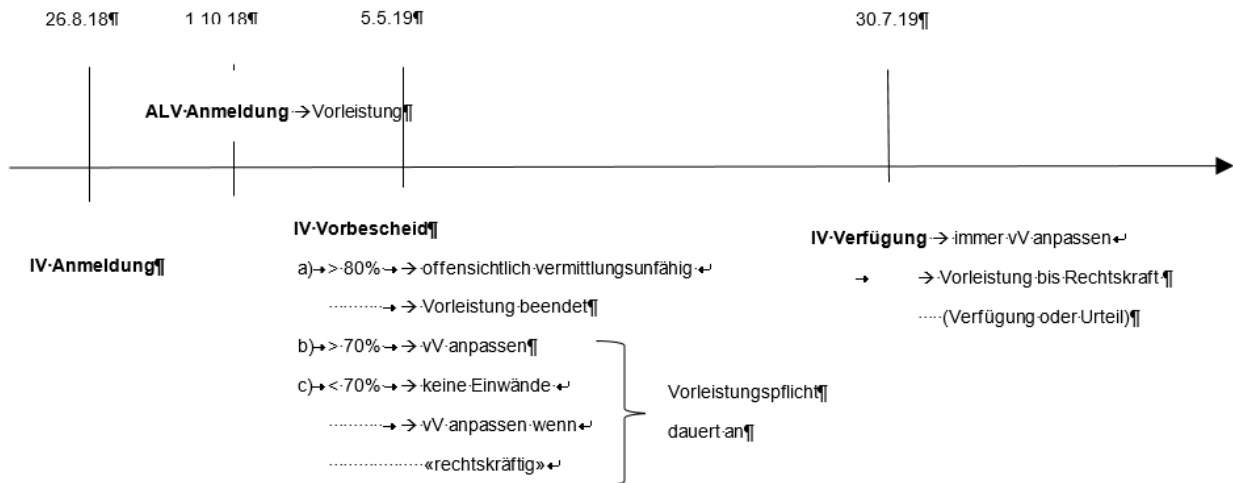 26.8.18¶
1 10 18¶
5.5.19¶
30.7.19¶
ALV·Anmeldung·→Vorleistung¶
IV·Anmeldung¶
IV·Vorbescheid¶
a)→>·80%·→→·offensichtlich·vermittlungsunfähig·↵
··········→→·Vorleistung·beendet¶
b)→>·70%·→→·vV·anpassen¶
c)→<·70%·→→·keine·Einwände·↵
··········→→·vV·anpassen·wenn↵
··················«rechtskräftig»↵
Vorleistungspflicht¶
dauert·an¶
IV·Verfügung·→·immer·vV·anpassen↵
→ →·Vorleistung·bis·Rechtskraft·¶
·····(Verfügung·oder·Urteil)¶